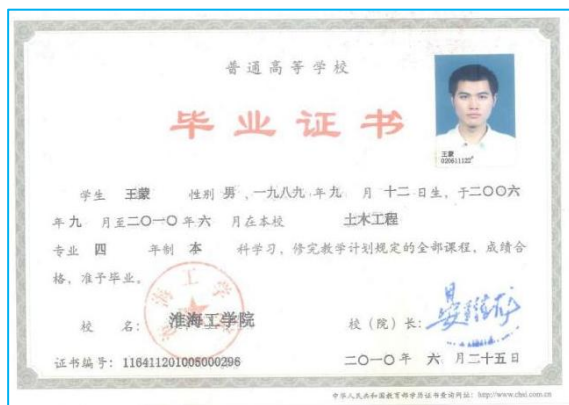 普通高等学校
毕业证书
王蒙
020611122
学生 王蒙 性别 男，一九八九年九 月 十二日生，于二〇〇六
年九 月至二〇一〇年六 月在本校 土木工程
专业 四 年制 本 科学习，修完教学计划规定的全部课程，成绩合
格，准予毕业。
校 名： 淮海工学院 校（院）长：
证书编号：116411201005000296 二〇一〇年 六 月二十五日
中华人民共和国教育部学历证书查询网址：http://www.chsi.com.cn